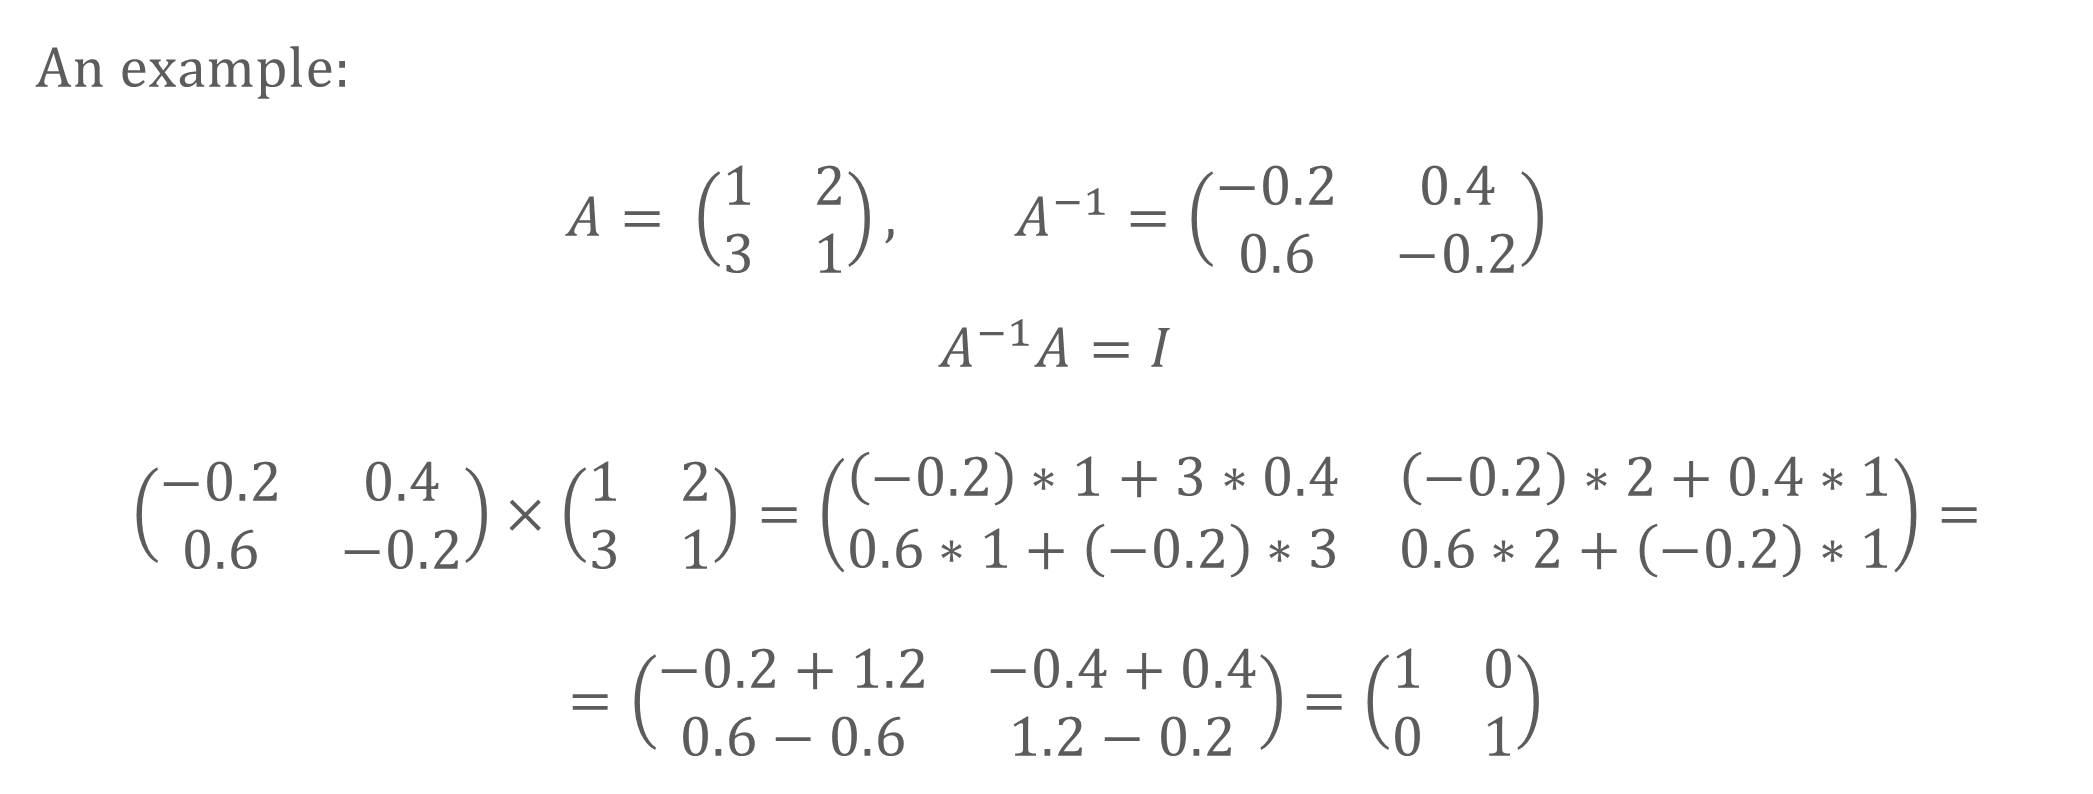 An example:
A = (1 2
3 1), A⁻¹ = (−0.2 0.4
0.6 −0.2)
A⁻¹A = I
(−0.2 0.4
0.6 −0.2) × (1 2
3 1) = ((−0.2) ∗ 1 + 3 ∗ 0.4 (−0.2) ∗ 2 + 0.4 ∗ 1
0.6 ∗ 1 + (−0.2) ∗ 3 0.6 ∗ 2 + (−0.2) ∗ 1) =
= (−0.2 + 1.2 −0.4 + 0.4
0.6 − 0.6 1.2 − 0.2) = (1 0
0 1)